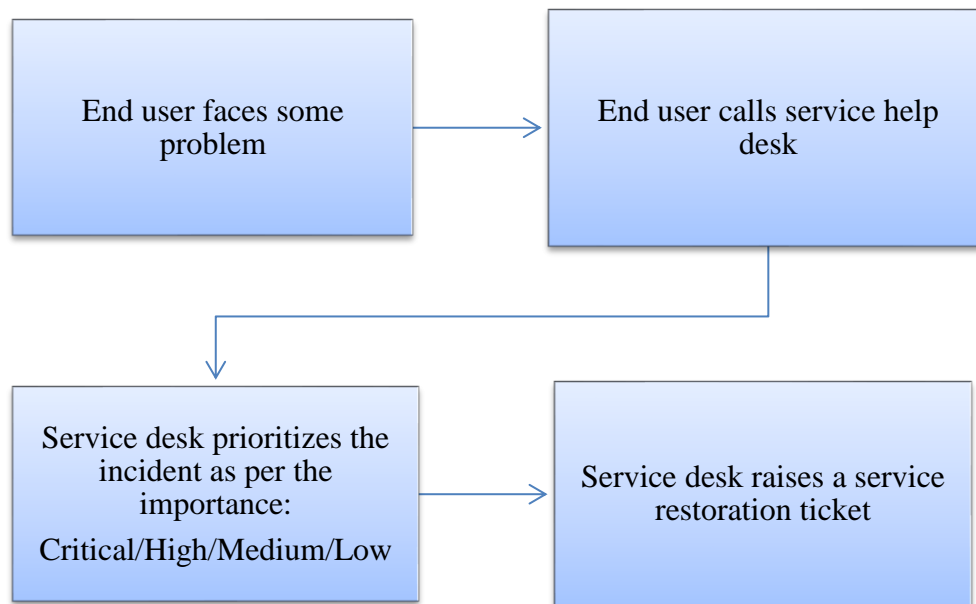 End user faces some
problem
End user calls service help
desk
Service desk prioritizes the
incident as per the
importance:
Critical/High/Medium/Low
Service desk raises a service
restoration ticket